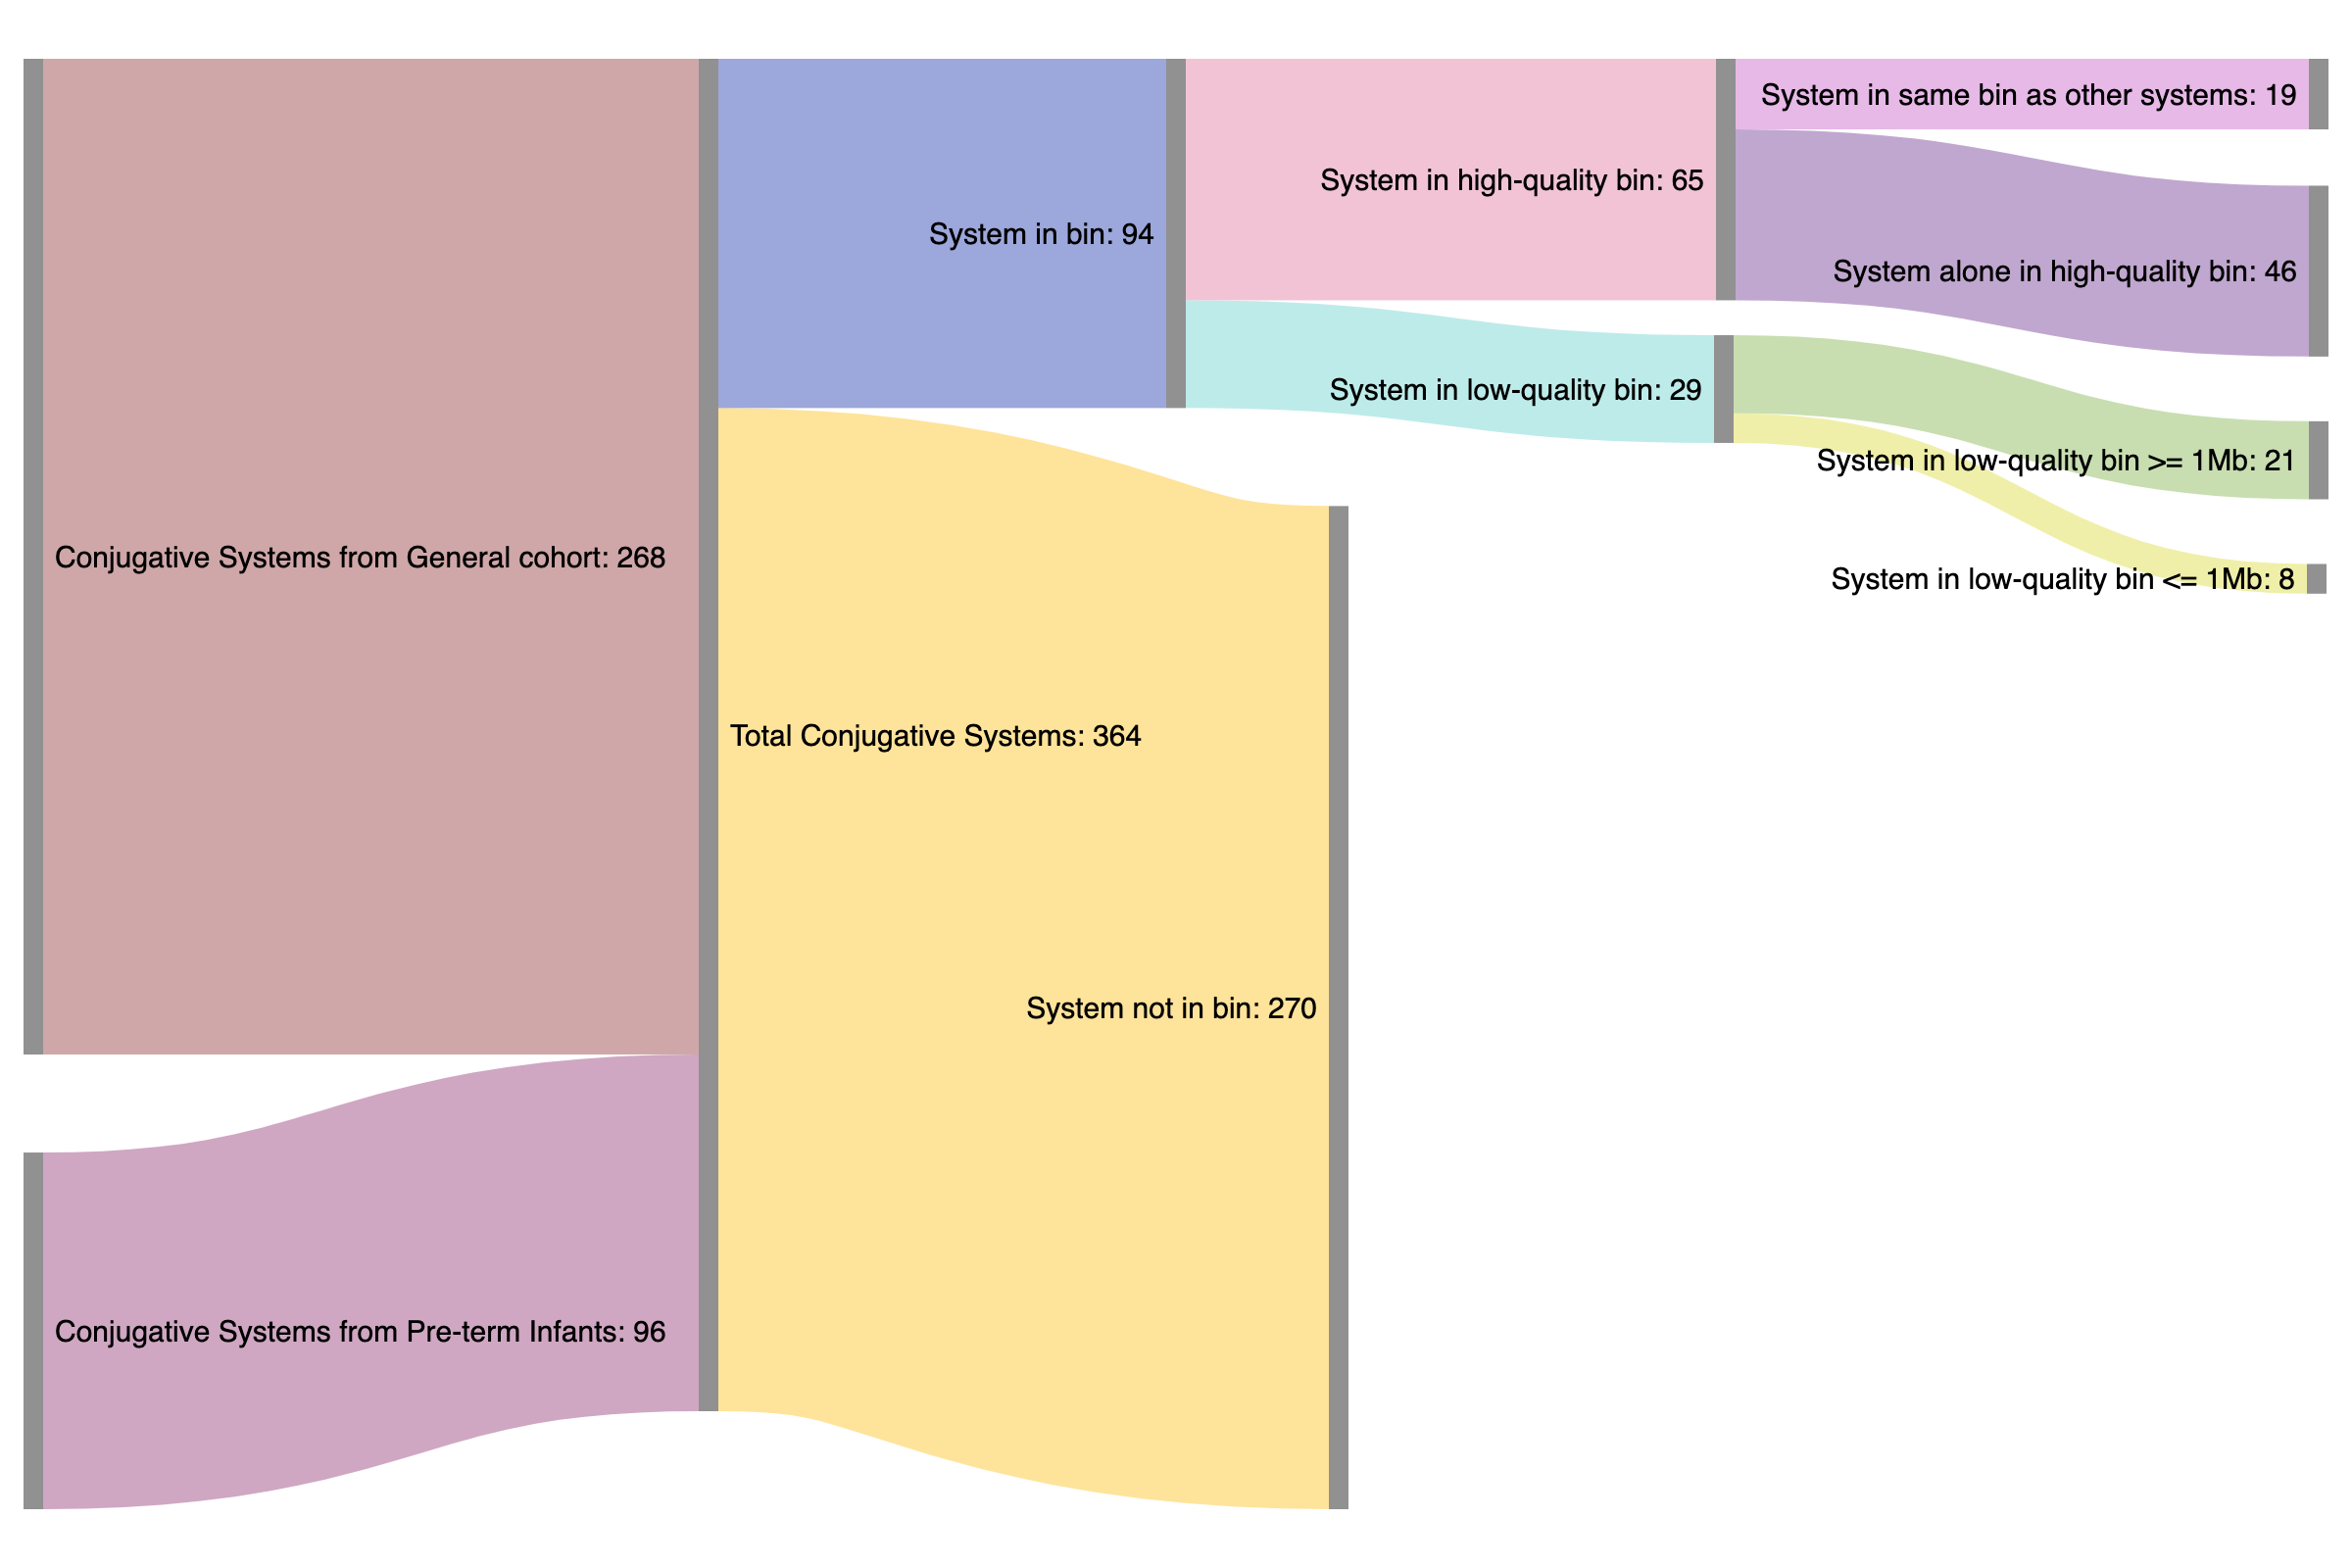 System in same bin as other systems: 19
System in high-quality bin: 65
System in bin: 94
System alone in high-quality bin: 46
System in low-quality bin: 29
System in low-quality bin >= 1Mb: 21
Conjugative Systems from General cohort: 268
System in low-quality bin <= 1Mb: 8
Total Conjugative Systems: 364
System not in bin: 270
Conjugative Systems from Pre-term Infants: 96